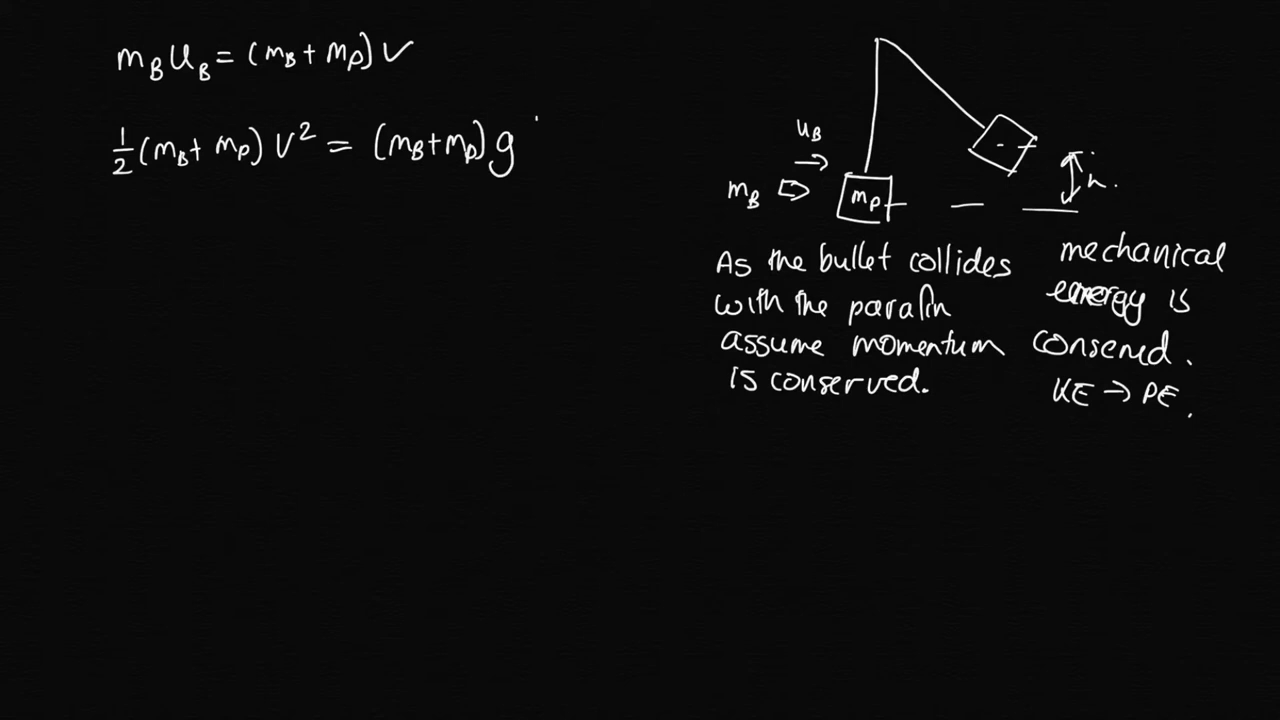 m_B u_B = (m_B + m_P) v
½ (m_B + m_P) v² = (m_B + m_P) g
u_B
m_B
m_P
h.
As the bullet collides
with the parafin
assume momentum
is conserved.
mechanical
energy is
conserved.
KE → PE.